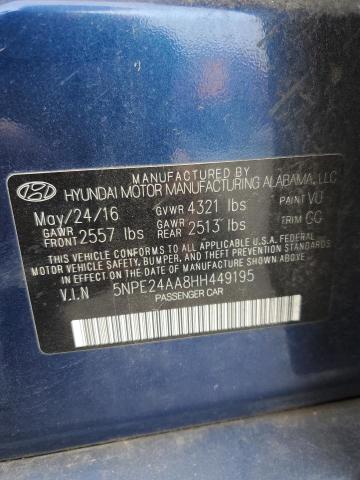 MANUFACTURED BY
HYUNDAI MOTOR MANUFACTURING ALABAMA, LLC
May/24/16 GVWR 4321 lbs PAINT VU
GAWR FRONT 2557 lbs GAWR REAR 2513 lbs TRIM GG
THIS VEHICLE CONFORMS TO ALL APPLICABLE U.S. FEDERAL
MOTOR VEHICLE SAFETY, BUMPER, AND THEFT PREVENTION
STANDARDS IN EFFECT ON THE DATE OF MANUFACTURE SHOWN ABOVE.
V.I.N 5NPE24AA8HH449195
PASSENGER CAR